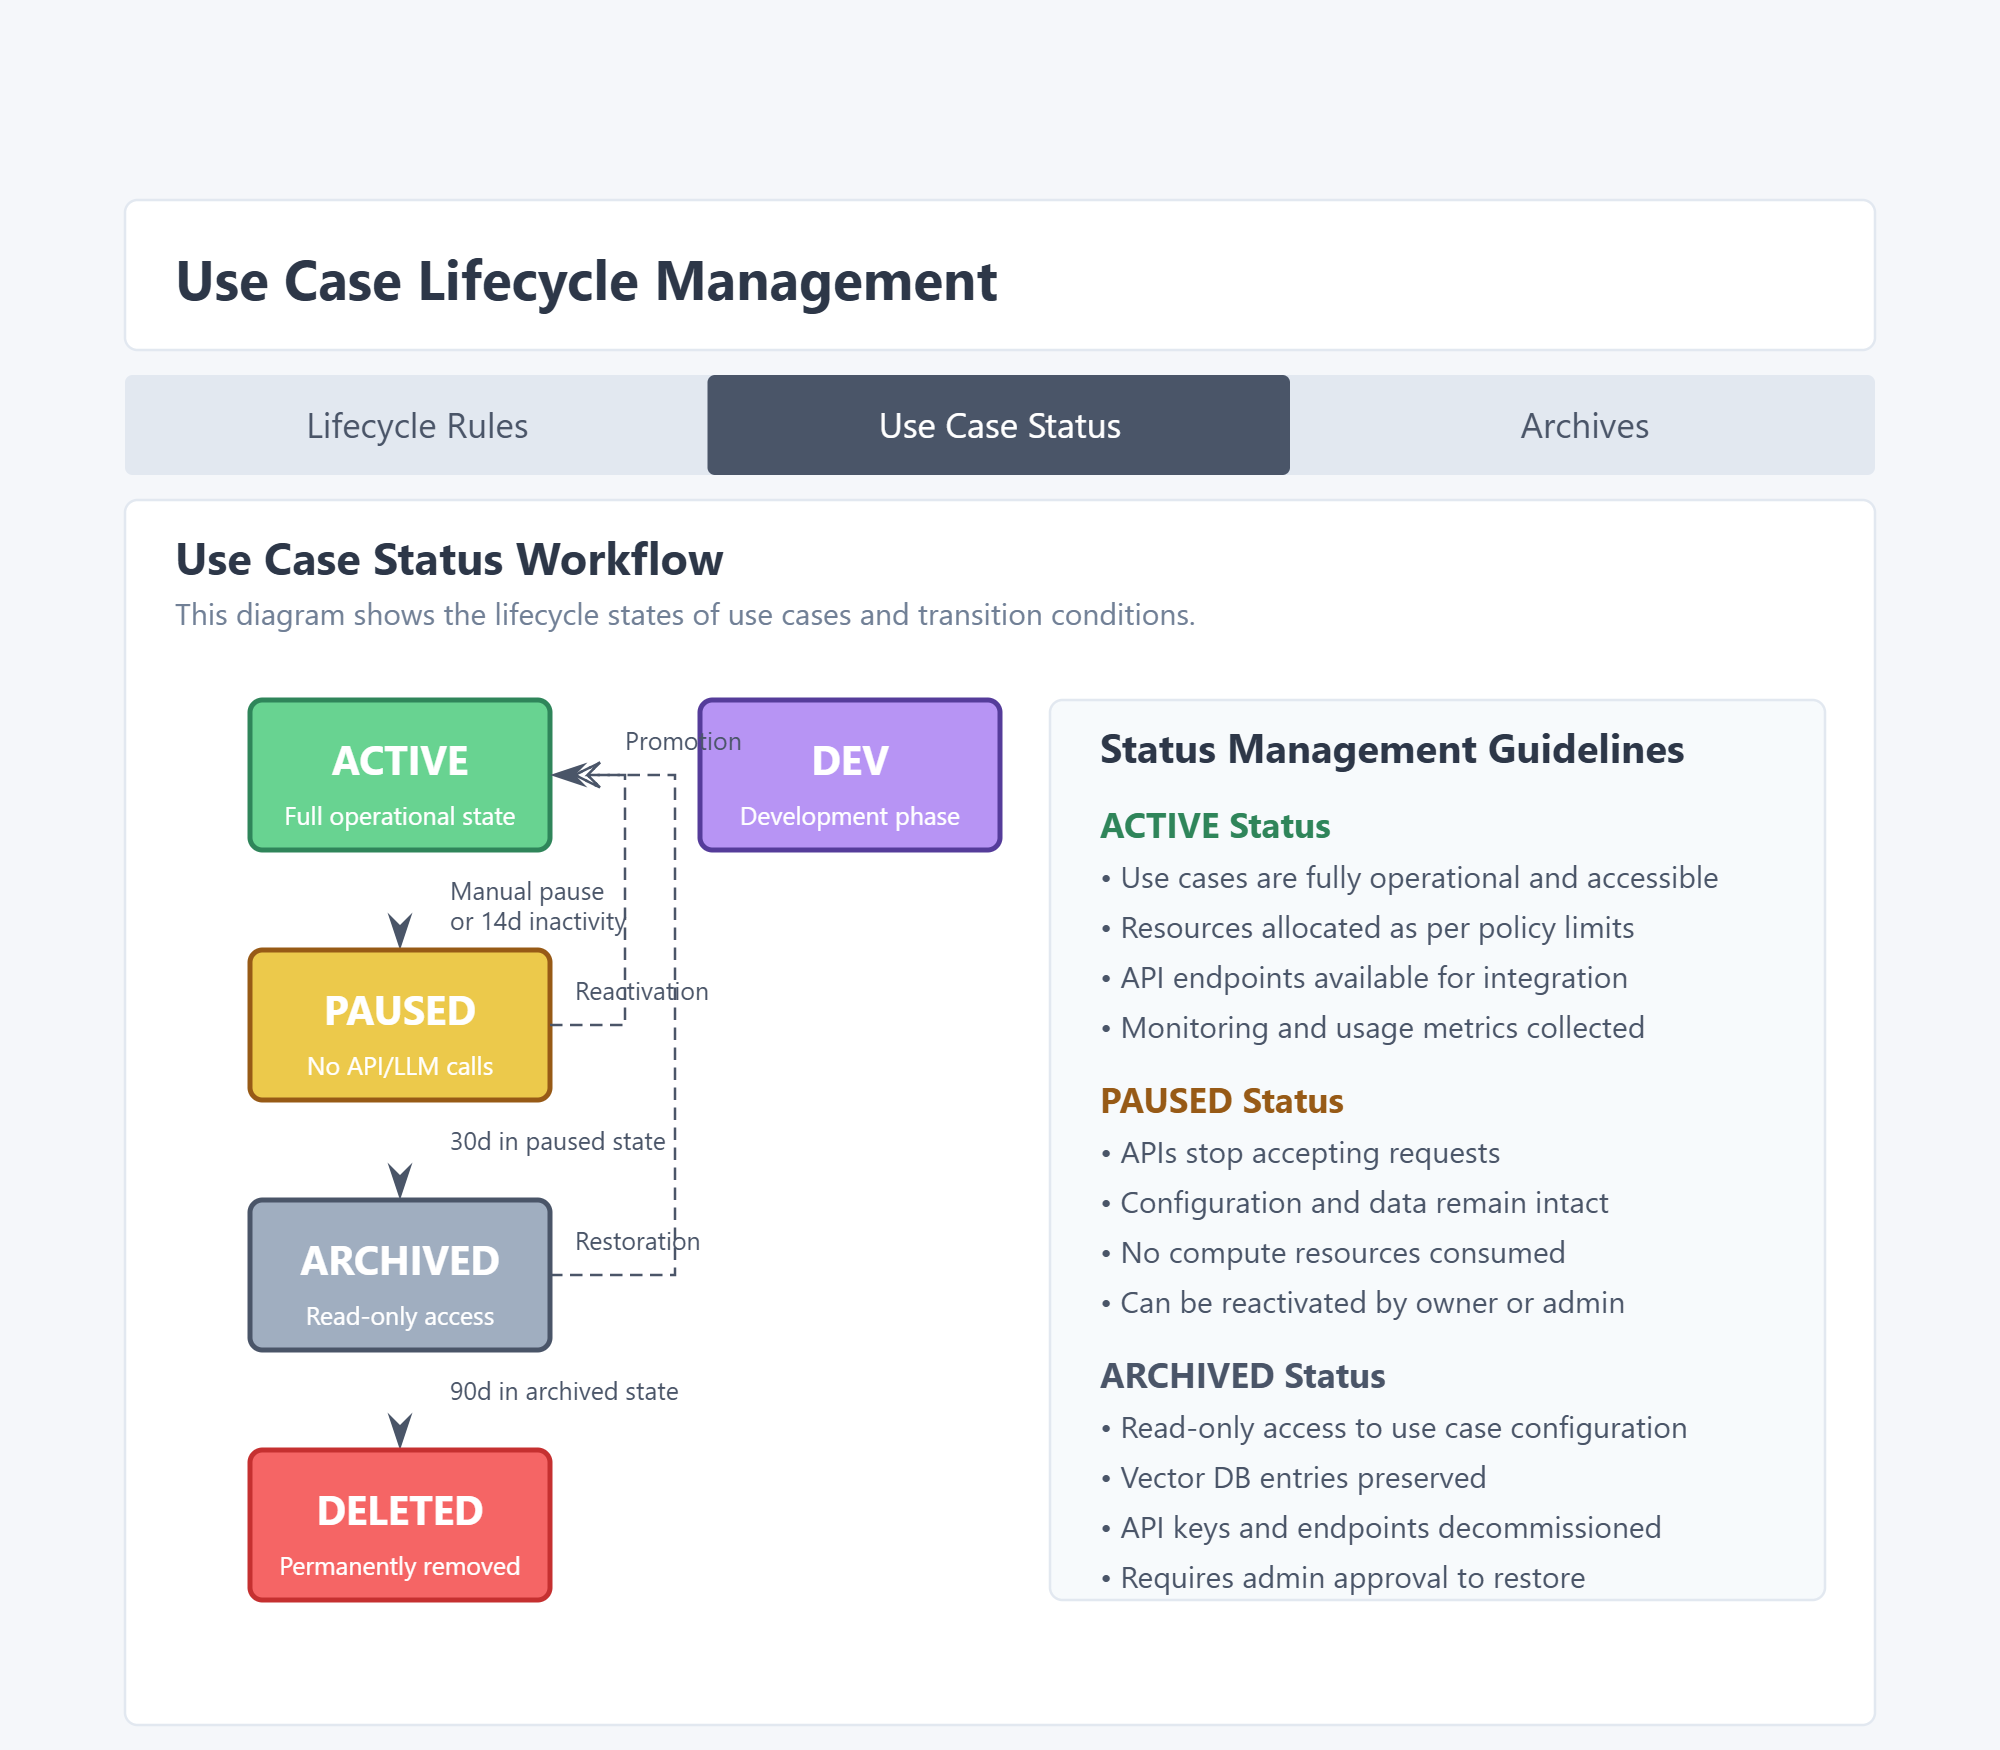 Use Case Lifecycle Management
Lifecycle Rules
Use Case Status
Archives
Use Case Status Workflow
This diagram shows the lifecycle states of use cases and transition conditions.
ACTIVE
Full operational state
Promotion
DEV
Development phase
Manual pause
or 14d inactivity
PAUSED
No API/LLM calls
Reactivation
30d in paused state
ARCHIVED
Read-only access
Restoration
90d in archived state
DELETED
Permanently removed
Status Management Guidelines
ACTIVE Status
• Use cases are fully operational and accessible
• Resources allocated as per policy limits
• API endpoints available for integration
• Monitoring and usage metrics collected
PAUSED Status
• APIs stop accepting requests
• Configuration and data remain intact
• No compute resources consumed
• Can be reactivated by owner or admin
ARCHIVED Status
• Read-only access to use case configuration
• Vector DB entries preserved
• API keys and endpoints decommissioned
• Requires admin approval to restore